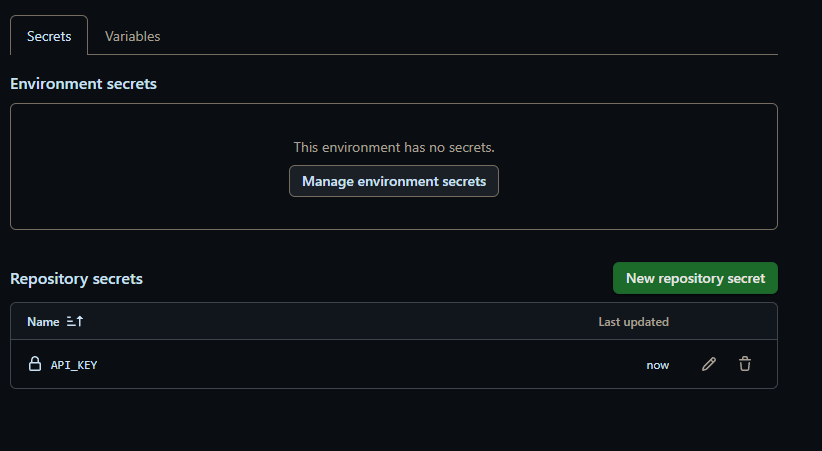 Secrets Variables
Environment secrets
This environment has no secrets.
Manage environment secrets
Repository secrets New repository secret
Name Last updated
API_KEY now